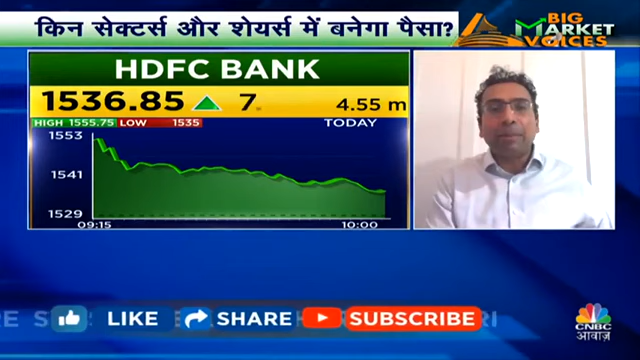 किन सेक्टर्स और शेयर्स में बनेगा पैसा?
BIG
MARKET
VOICES
HDFC BANK
1536.85 7. 4.55 m
HIGH 1555.75 LOW 1535 TODAY
1553
1541
1529
09:15 10:00
LIKE SHARE SUBSCRIBE
CNBC
आवाज़